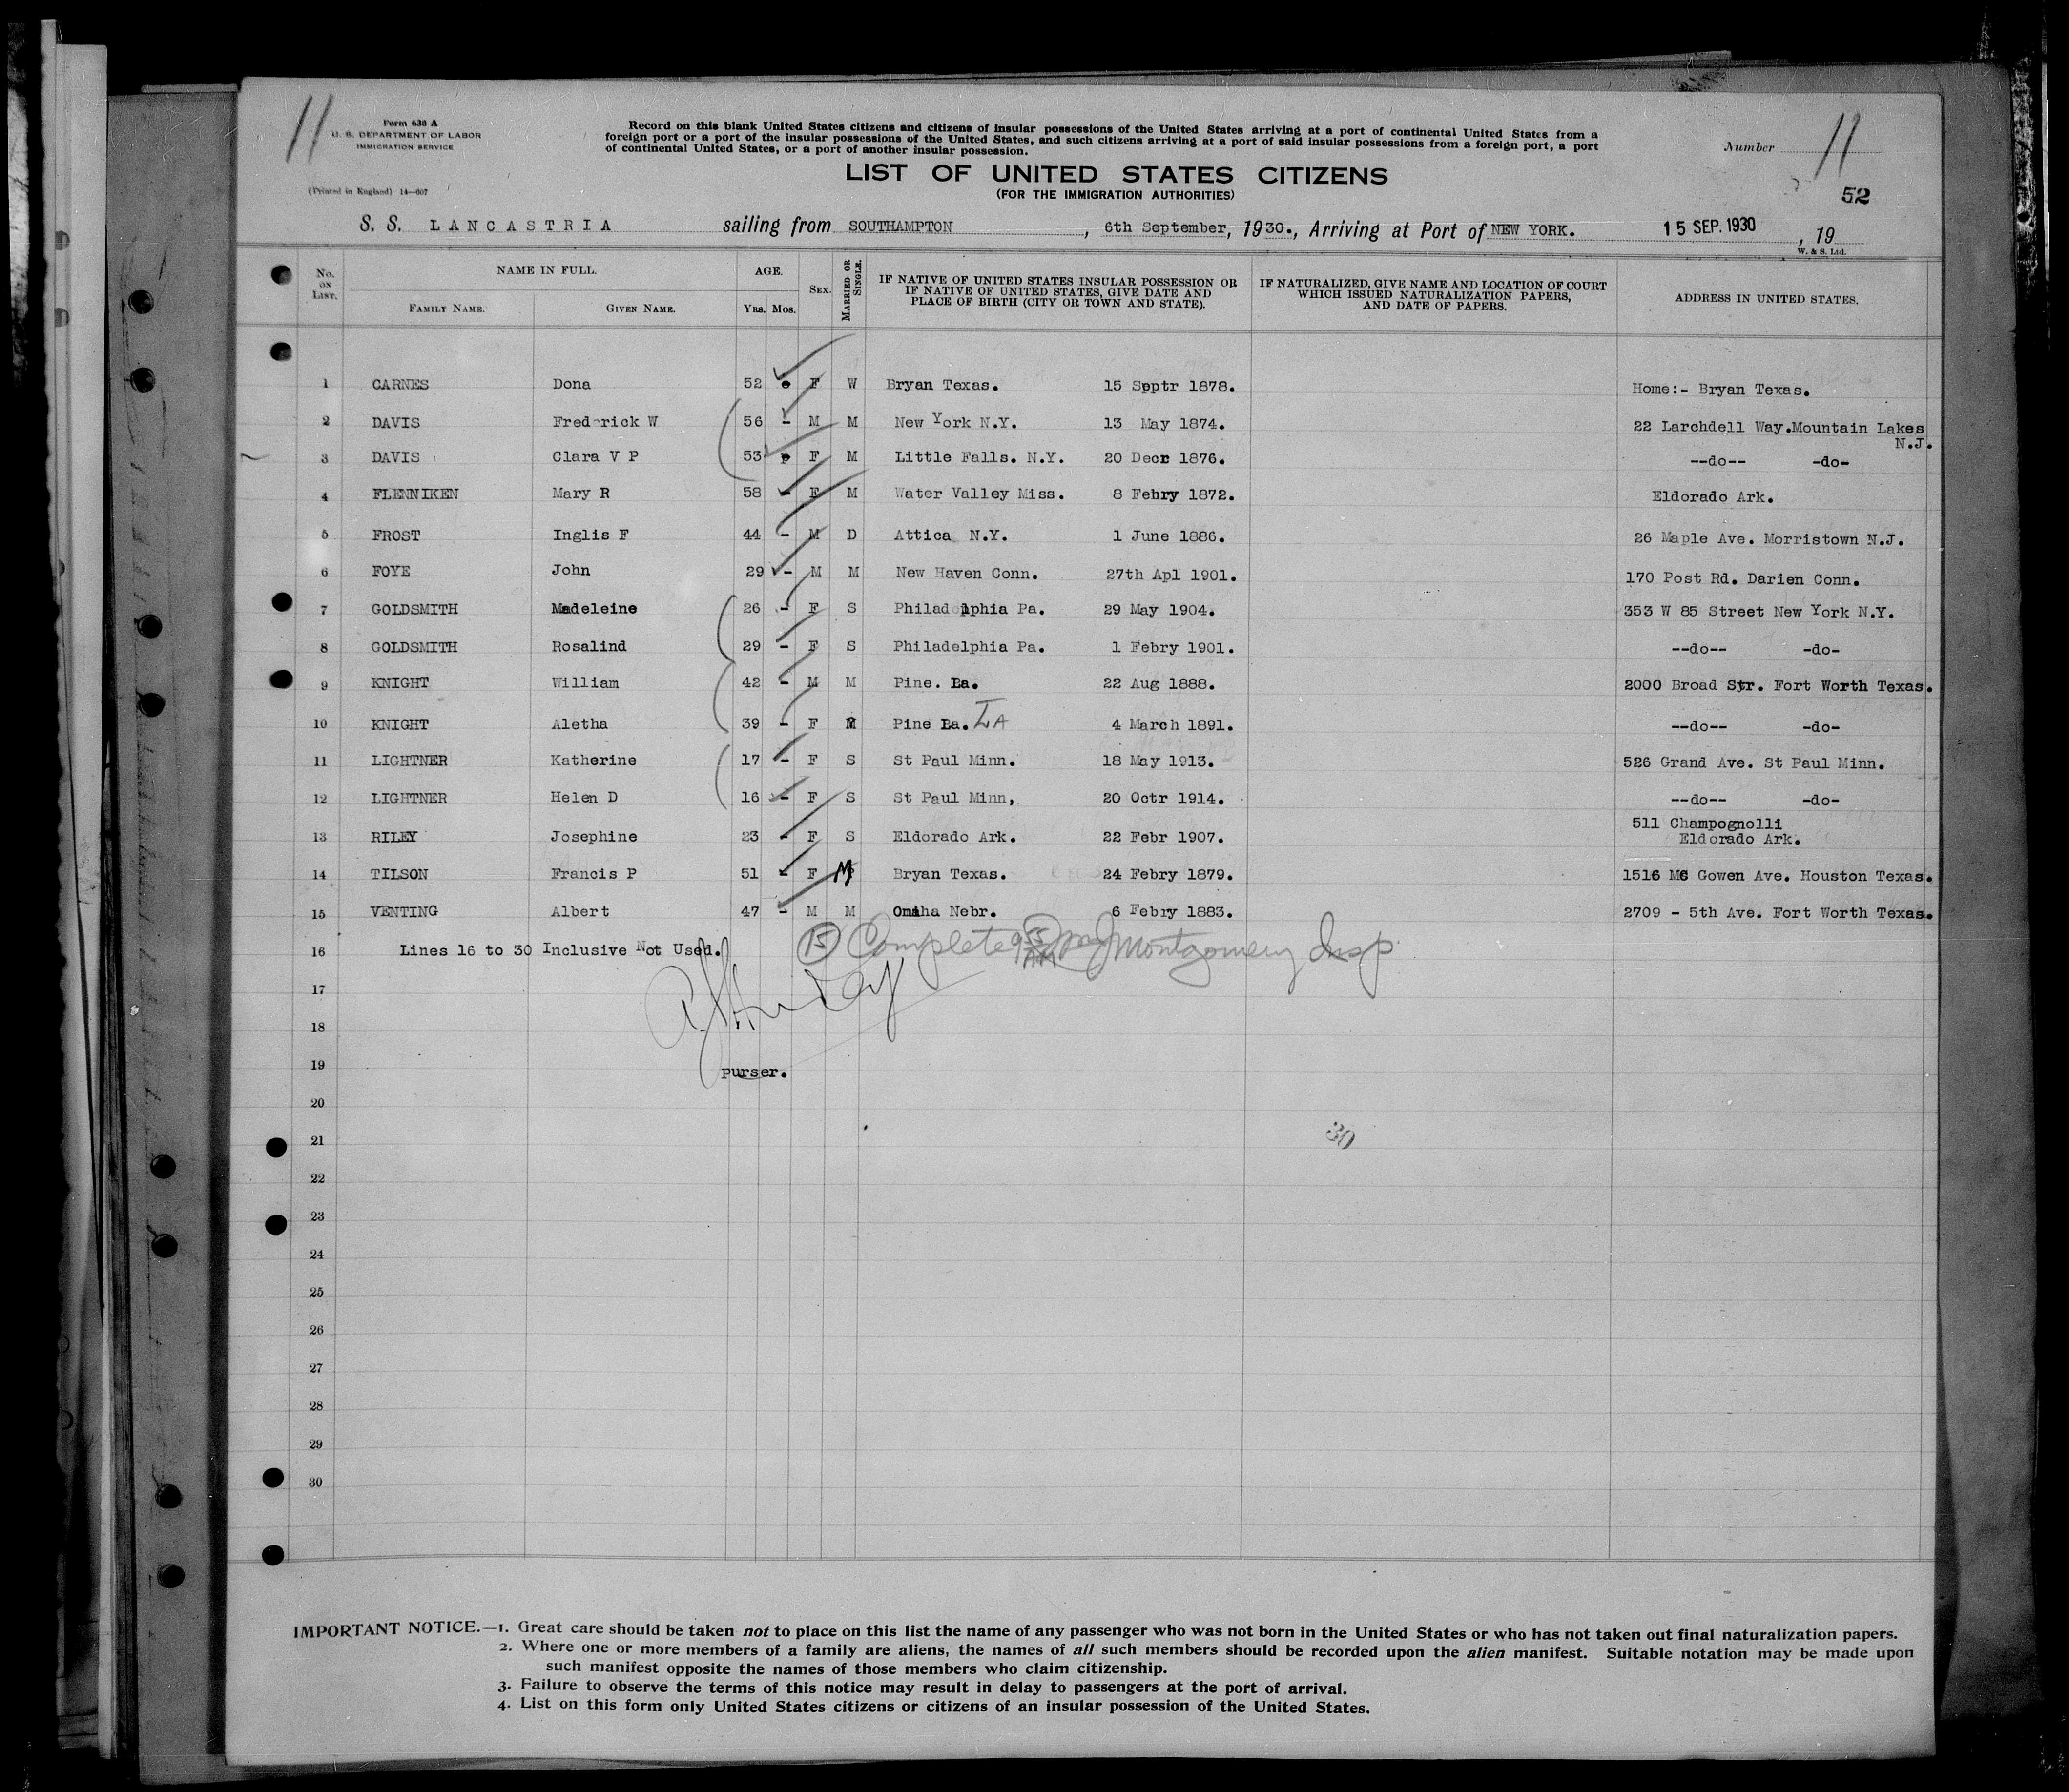 11
Form 630 A
U. S. DEPARTMENT OF LABOR
IMMIGRATION SERVICE
(Printed in England) 14—607
Record on this blank United States citizens and citizens of insular possessions of the United States arriving at a port of continental United States from a
foreign port or a port of the insular possessions of the United States, and such citizens arriving at a port of said insular possessions from a foreign port, a port
of continental United States, or a port of another insular possession.
Number 11
LIST OF UNITED STATES CITIZENS
(FOR THE IMMIGRATION AUTHORITIES)
52
S. S. LANCASTRIA sailing from SOUTHAMPTON, 6th September, 1930., Arriving at Port of NEW YORK. 15 SEP. 1930, 19
W. & S. Ltd.
No. ON LIST. NAME IN FULL. AGE. SEX. MARRIED OR SINGLE. IF NATIVE OF UNITED STATES INSULAR POSSESSION OR IF NATIVE OF UNITED STATES, GIVE DATE AND PLACE OF BIRTH (CITY OR TOWN AND STATE). IF NATURALIZED, GIVE NAME AND LOCATION OF COURT WHICH ISSUED NATURALIZATION PAPERS, AND DATE OF PAPERS. ADDRESS IN UNITED STATES.
FAMILY NAME. GIVEN NAME. YRS. MOS.
1 CARNES Dona 52 F W Bryan Texas. 15 Septr 1878. Home:- Bryan Texas.
2 DAVIS Frederick W 56 - M M New York N.Y. 13 May 1874. 22 Larchdell Way.Mountain Lakes N.J.
3 DAVIS Clara V P 53 F M Little Falls. N.Y. 20 Decr 1876. --do-- -do-
4 FLENNIKEN Mary R 58 - F M Water Valley Miss. 8 Febry 1872. Eldorado Ark.
5 FROST Inglis F 44 - M D Attica N.Y. 1 June 1886. 26 Maple Ave. Morristown N.J.
6 FOYE John 29 - M M New Haven Conn. 27th Apl 1901. 170 Post Rd. Darien Conn.
7 GOLDSMITH Madeleine 26 - F S Philadelphia Pa. 29 May 1904. 353 W 85 Street New York N.Y.
8 GOLDSMITH Rosalind 29 - F S Philadelphia Pa. 1 Febry 1901. --do-- -do-
9 KNIGHT William 42 - M M Pine. La. 22 Aug 1888. 2000 Broad Str. Fort Worth Texas.
10 KNIGHT Aletha 39 - F M Pine La. LA 4 March 1891. --do-- -do-
11 LIGHTNER Katherine 17 - F S St Paul Minn. 18 May 1913. 526 Grand Ave. St Paul Minn.
12 LIGHTNER Helen D 16 - F S St Paul Minn, 20 Octr 1914. --do-- -do-
13 RILEY Josephine 23 - F S Eldorado Ark. 22 Febr 1907. 511 Champognolli Eldorado Ark.
14 TILSON Francis P 51 - F M Bryan Texas. 24 Febry 1879. 1516 Mc Gowen Ave. Houston Texas.
15 VENTING Albert 47 - M M Omaha Nebr. 6 Febry 1883. 2709 - 5th Ave. Fort Worth Texas.
16 Lines 16 to 30 Inclusive Not Used. 15 Complete 9 55 AM Montgomery Insp
17
18
19 purser.
20
21
30
22
23
24
25
26
27
28
29
30
IMPORTANT NOTICE.—1. Great care should be taken not to place on this list the name of any passenger who was not born in the United States or who has not taken out final naturalization papers.
2. Where one or more members of a family are aliens, the names of all such members should be recorded upon the alien manifest. Suitable notation may be made upon
such manifest opposite the names of those members who claim citizenship.
3. Failure to observe the terms of this notice may result in delay to passengers at the port of arrival.
4. List on this form only United States citizens or citizens of an insular possession of the United States.